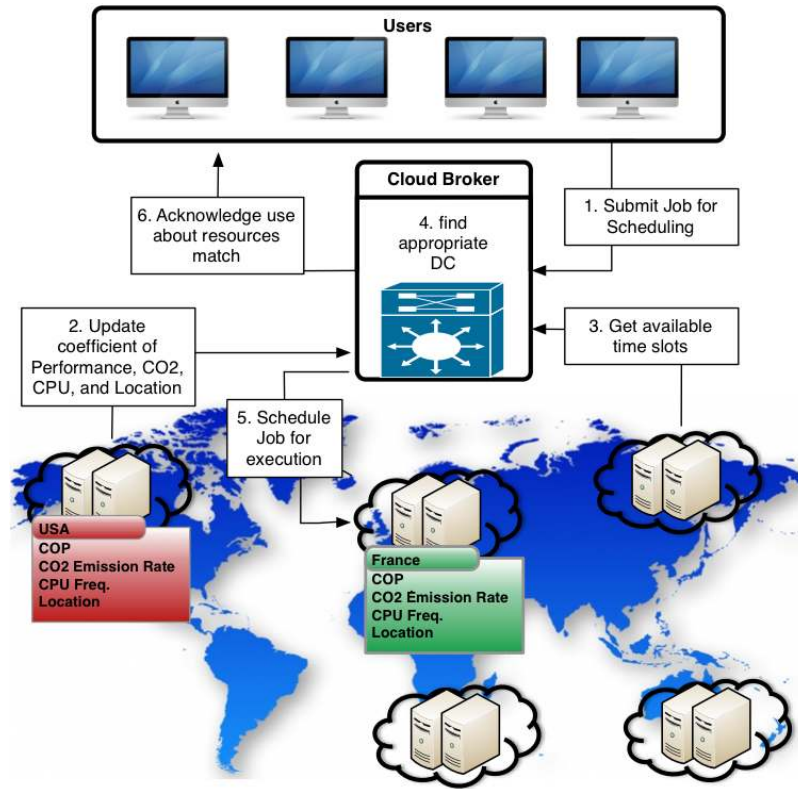 Users
Cloud Broker
4. find
appropriate
DC
1. Submit Job for
Scheduling
6. Acknowledge use
about resources
match
2. Update
coefficient of
Performance, CO2,
CPU, and Location
3. Get available
time slots
5. Schedule
Job for
execution
USA
COP
CO2 Emission Rate
CPU Freq.
Location
France
COP
CO2 Emission Rate
CPU Freq.
Location